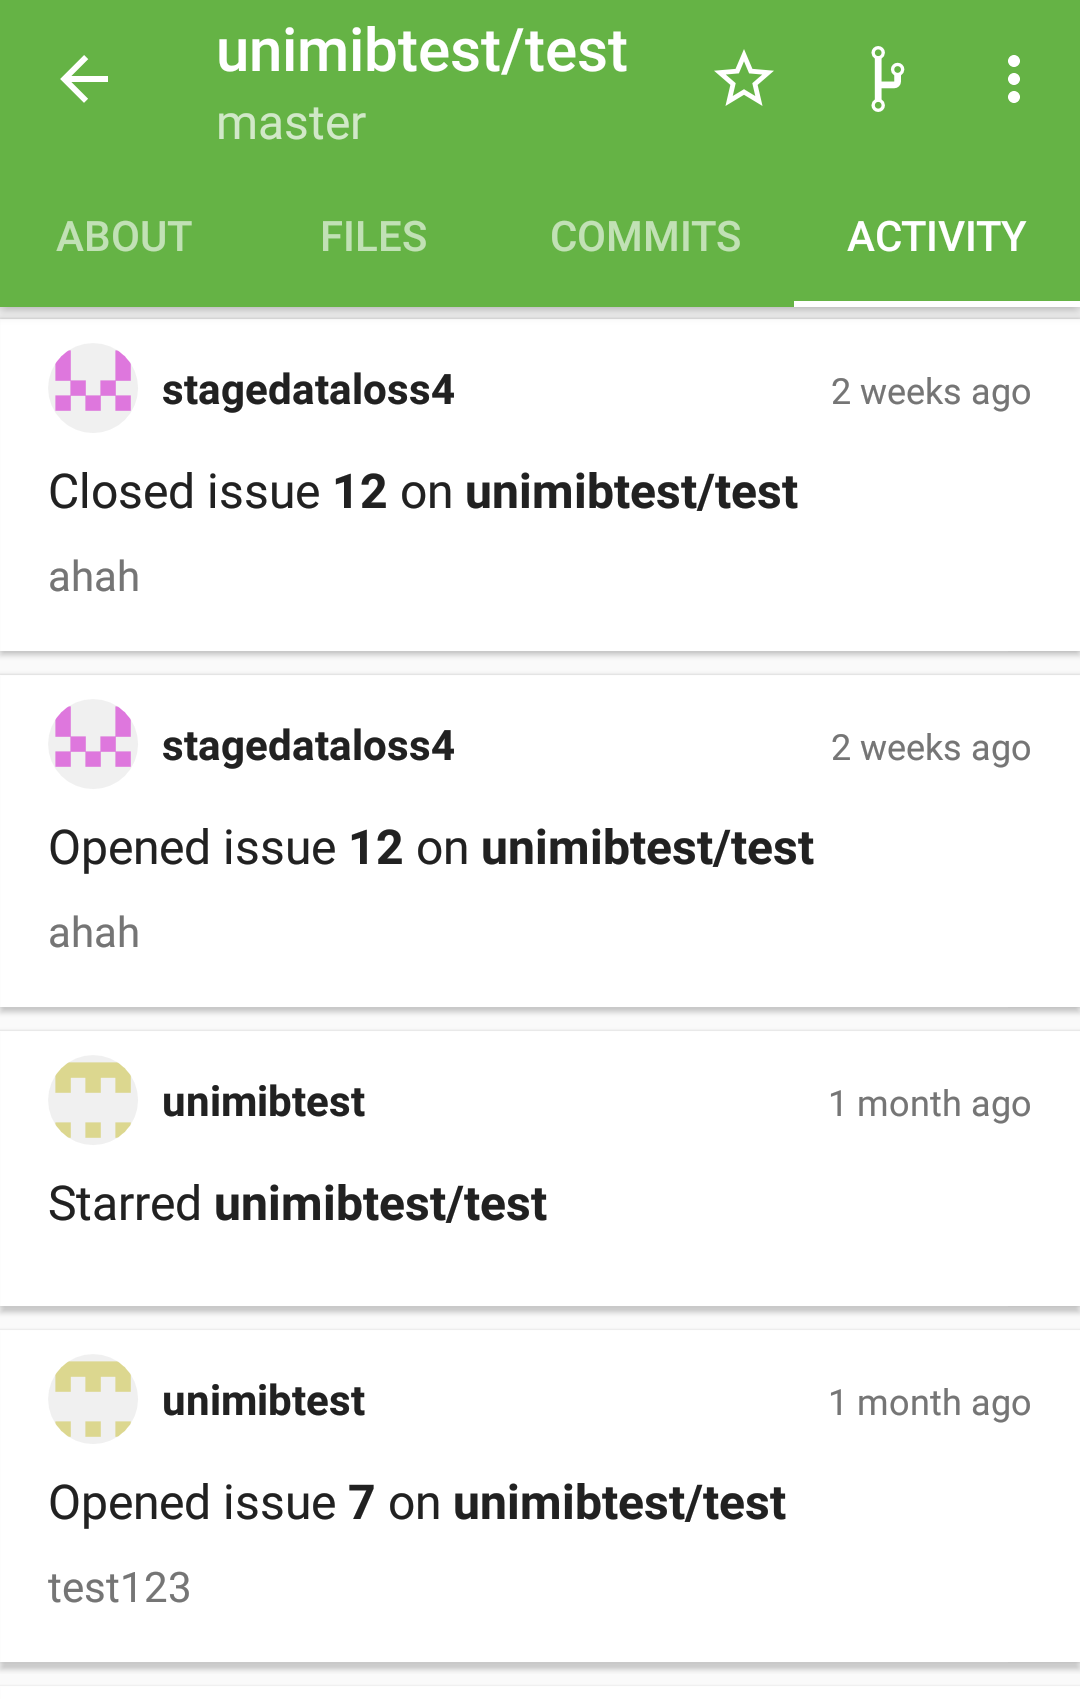 unimibtest/test
master
ABOUT FILES COMMITS ACTIVITY
stagedataloss4 2 weeks ago
Closed issue 12 on unimibtest/test
ahah
stagedataloss4 2 weeks ago
Opened issue 12 on unimibtest/test
ahah
unimibtest 1 month ago
Starred unimibtest/test
unimibtest 1 month ago
Opened issue 7 on unimibtest/test
test123